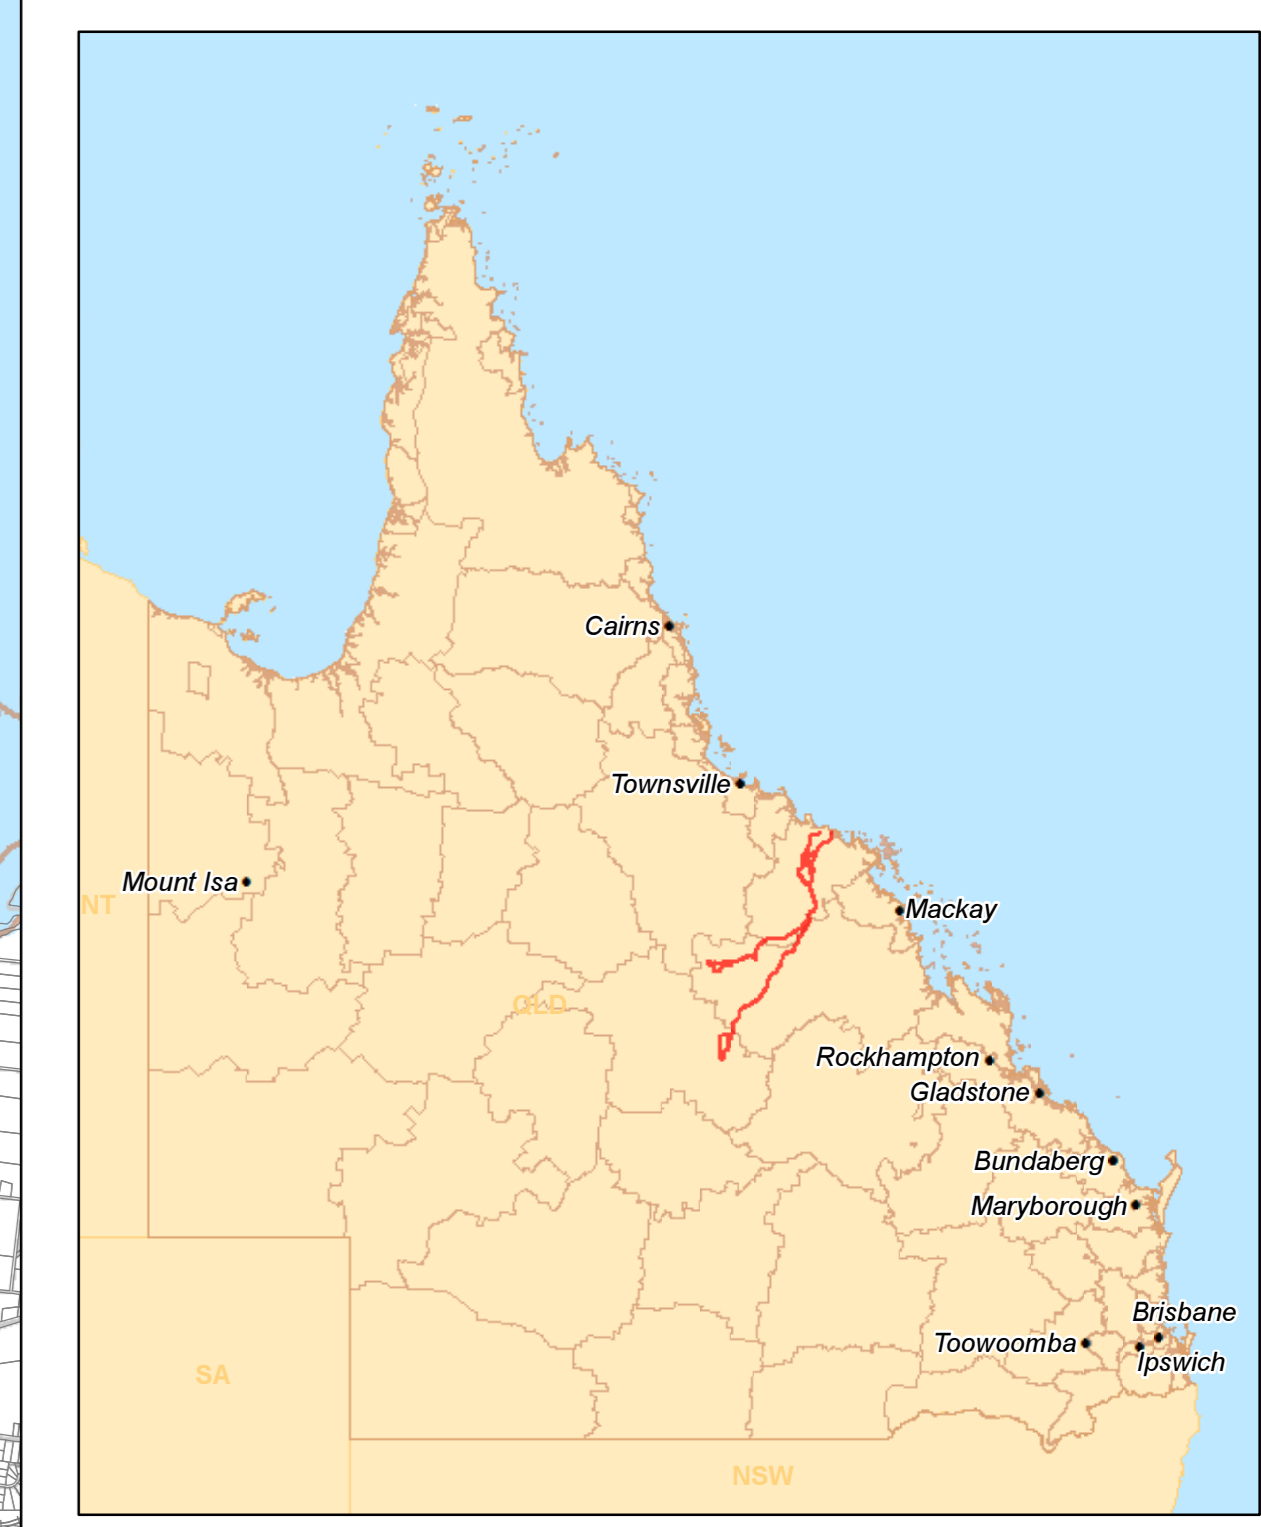 Cairns
Townsville
Mount Isa
NT
Mackay
QLD
Rockhampton
Gladstone
Bundaberg
Maryborough
Brisbane
Toowoomba
Ipswich
SA
NSW